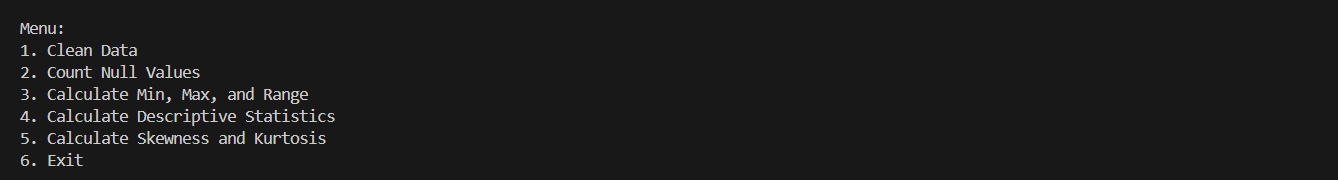 Menu:
1. Clean Data
2. Count Null Values
3. Calculate Min, Max, and Range
4. Calculate Descriptive Statistics
5. Calculate Skewness and Kurtosis
6. Exit